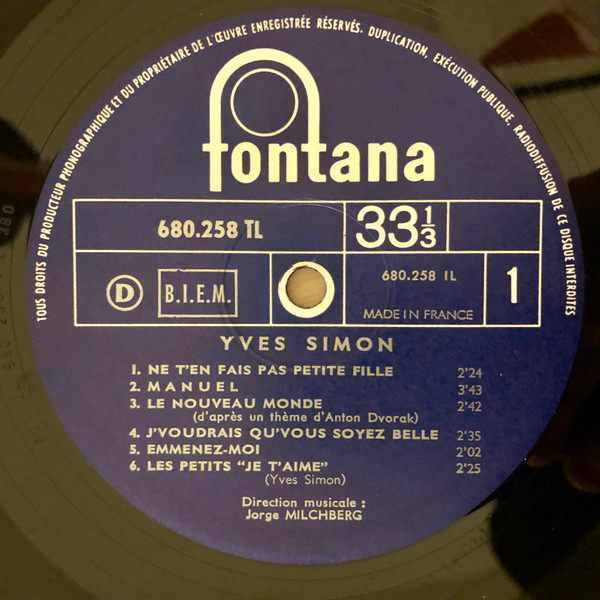 TOUS DROITS DU PRODUCTEUR PHONOGRAPHIQUE ET DU PROPRIÉTAIRE DE L'ŒUVRE ENREGISTRÉE RÉSERVÉS. DUPLICATION, EXÉCUTION PUBLIQUE, RADIODIFFUSION DE CE DISQUE INTERDITES
fontana
680.258 TL 33 1/3
D B.I.E.M. 680.258 1L 1
MADE IN FRANCE
YVES SIMON
1. NE T'EN FAIS PAS PETITE FILLE 2'24
2. MANUEL 3'43
3. LE NOUVEAU MONDE 2'42
(d'après un thème d'Anton Dvorak)
4. J'VOUDRAIS QU'VOUS SOYEZ BELLE 2'35
5. EMMENEZ-MOI 2'02
6. LES PETITS "JE T'AIME" 2'25
(Yves Simon)
Direction musicale :
Jorge MILCHBERG